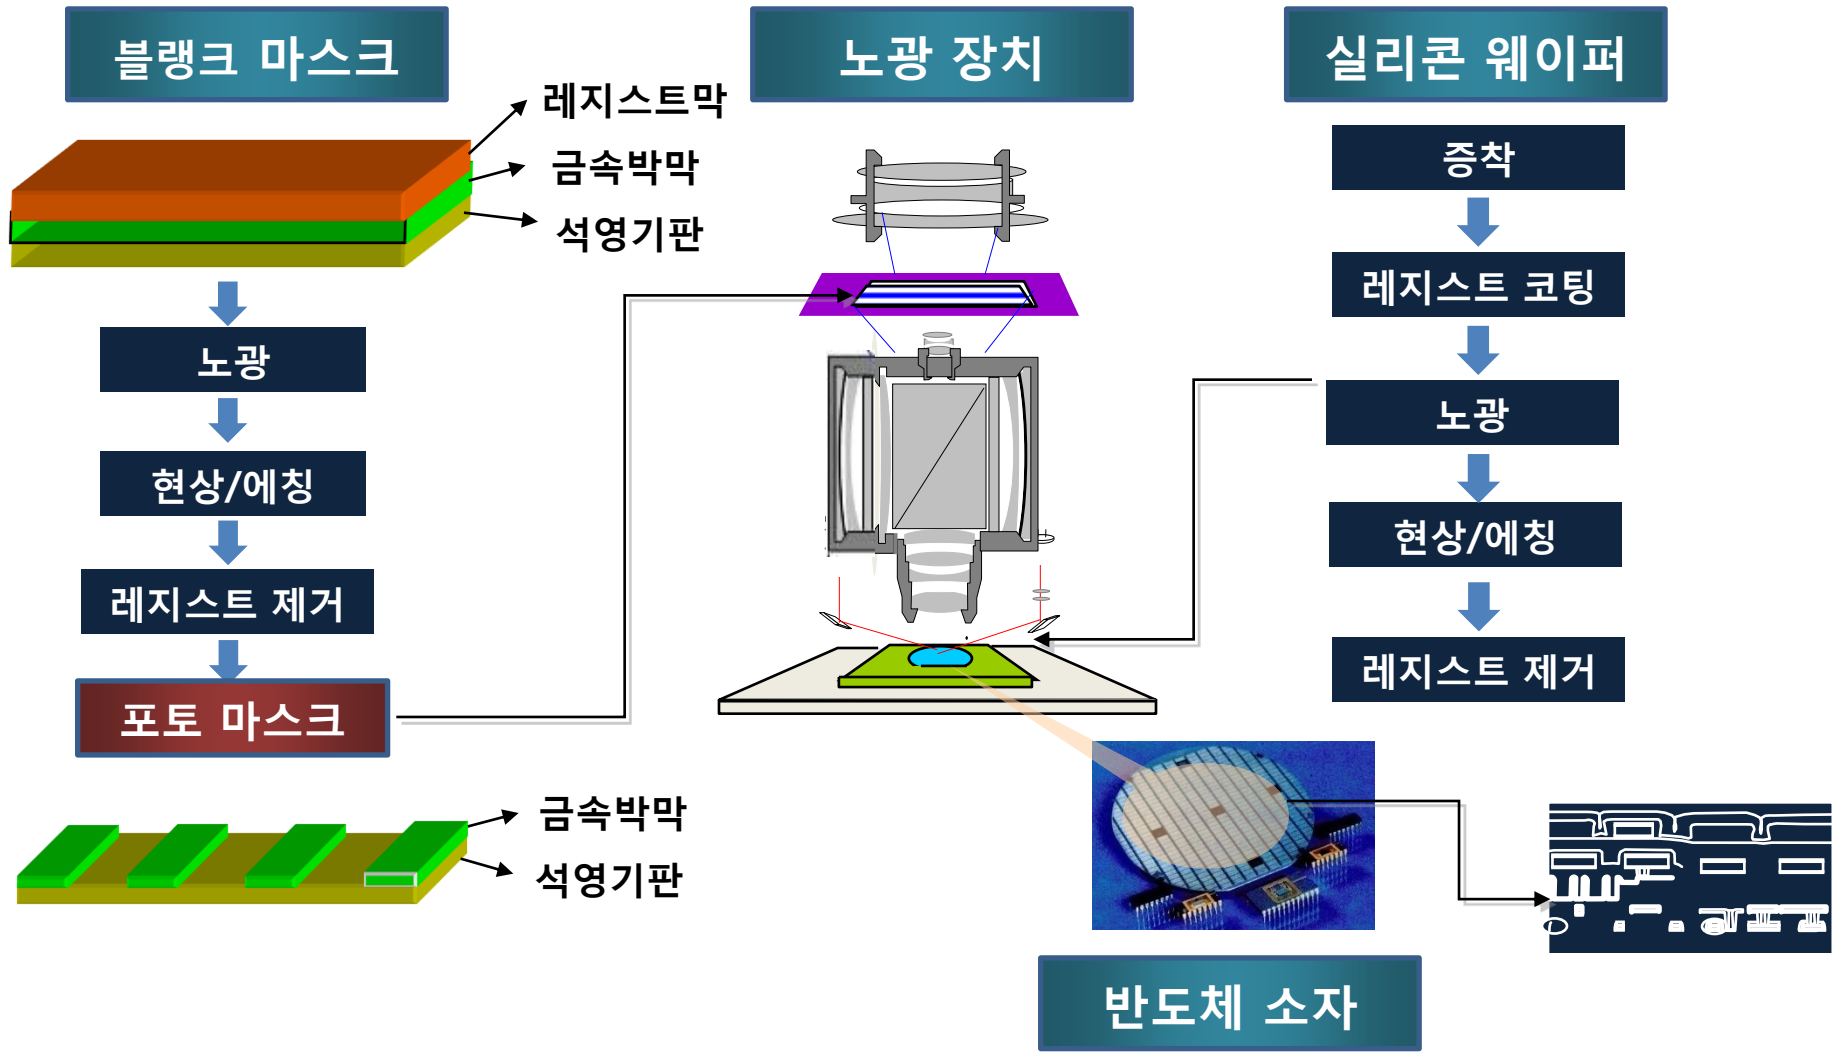 블랭크 마스크
레지스트막
금속박막
석영기판
노광
현상/에칭
레지스트 제거
포토 마스크
금속박막
석영기판
노광 장치
실리콘 웨이퍼
증착
레지스트 코팅
노광
현상/에칭
레지스트 제거
반도체 소자